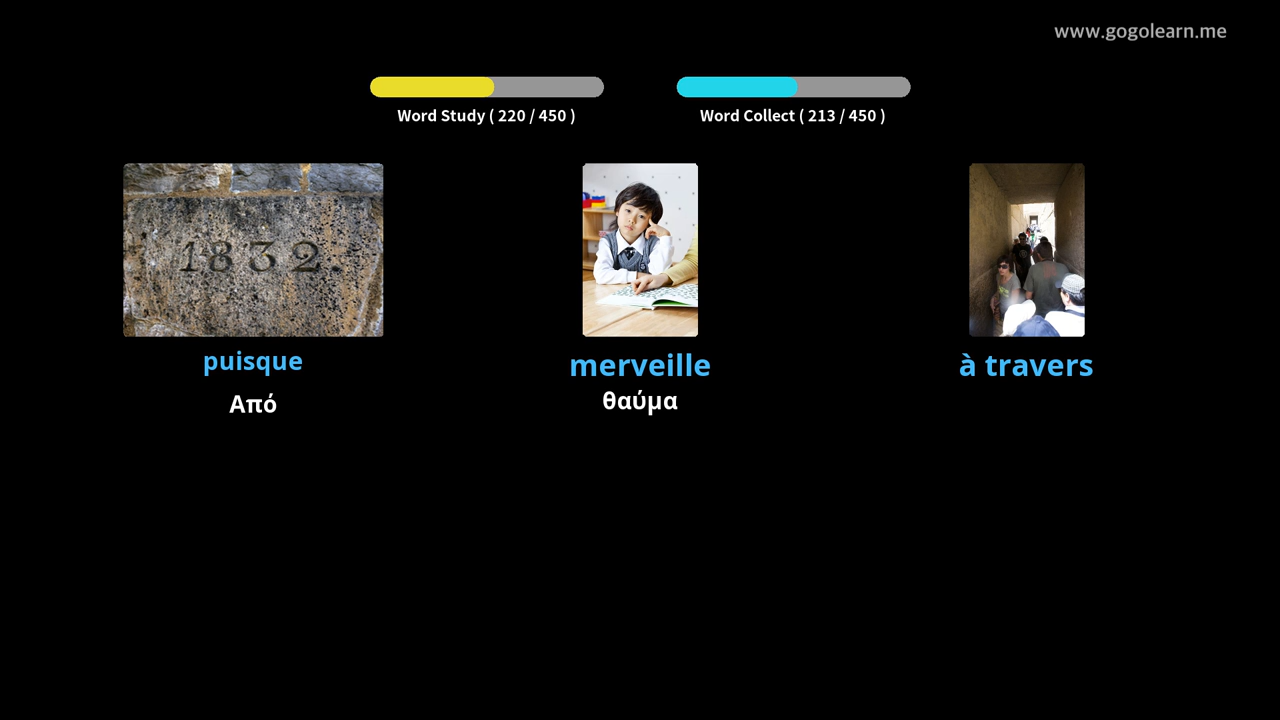 www.gogolearn.me
Word Study ( 220 / 450 )
Word Collect ( 213 / 450 )
1832.
puisque
merveille
à travers
Από
θαύμα